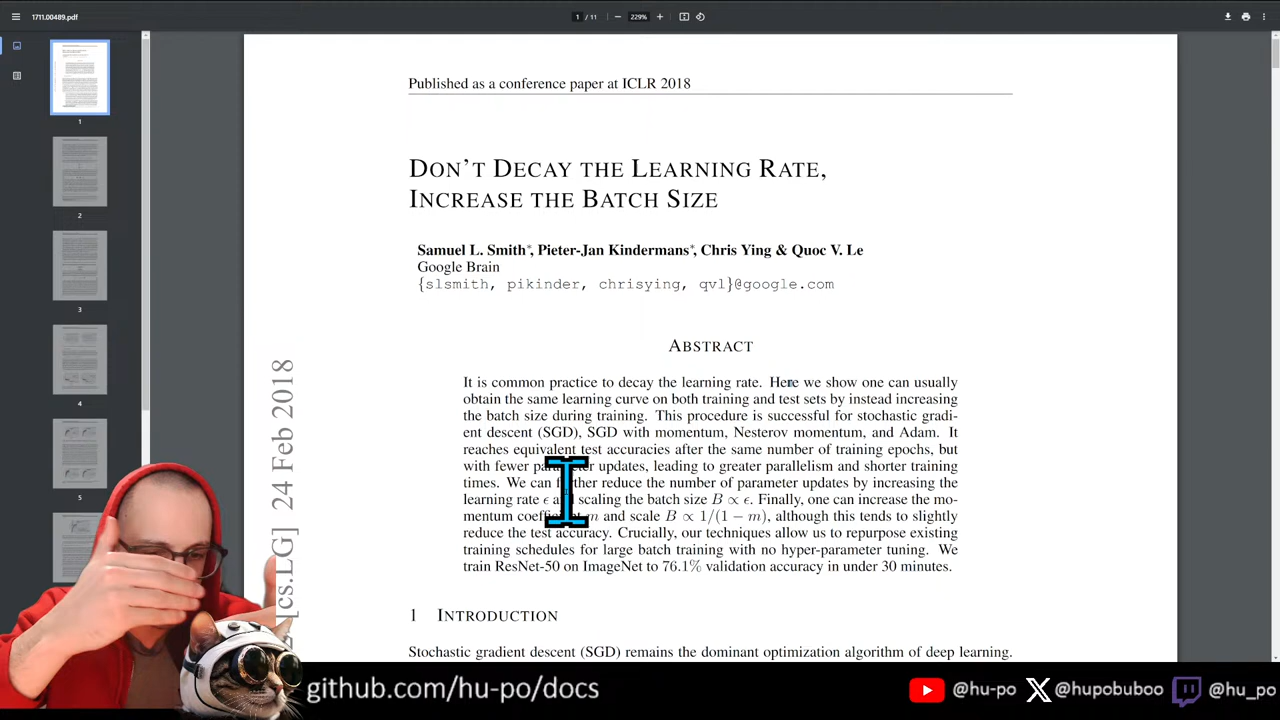 1711.00489.pdf
1 / 11
229%
Published as a conference paper at ICLR 2018
DON'T DECAY THE LEARNING RATE,
INCREASE THE BATCH SIZE
Samuel L. Smith*, Pieter-Jan Kindermans*, Chris Ying & Quoc V. Le
Google Brain
{slsmith, pikinder, chrisying, qvl}@google.com
ABSTRACT
It is common practice to decay the learning rate. Here we show one can usually
obtain the same learning curve on both training and test sets by instead increasing
the batch size during training. This procedure is successful for stochastic gradi-
ent descent (SGD), SGD with momentum, Nesterov momentum, and Adam. It
reaches equivalent test accuracies after the same number of training epochs, but
with fewer parameter updates, leading to greater parallelism and shorter training
times. We can further reduce the number of parameter updates by increasing the
learning rate ϵ and scaling the batch size B ∝ ϵ. Finally, one can increase the mo-
mentum coefficient m and scale B ∝ 1/(1 − m), although this tends to slightly
reduce the test accuracy. Crucially, our techniques allow us to repurpose existing
training schedules for large batch training with no hyper-parameter tuning. We
train ResNet-50 on ImageNet to 76.1% validation accuracy in under 30 minutes.
1 INTRODUCTION
Stochastic gradient descent (SGD) remains the dominant optimization algorithm of deep learning.
[cs.LG] 24 Feb 2018
1
2
3
4
5
github.com/hu-po/docs
@hu-po
@hupobuboo
@hu_po